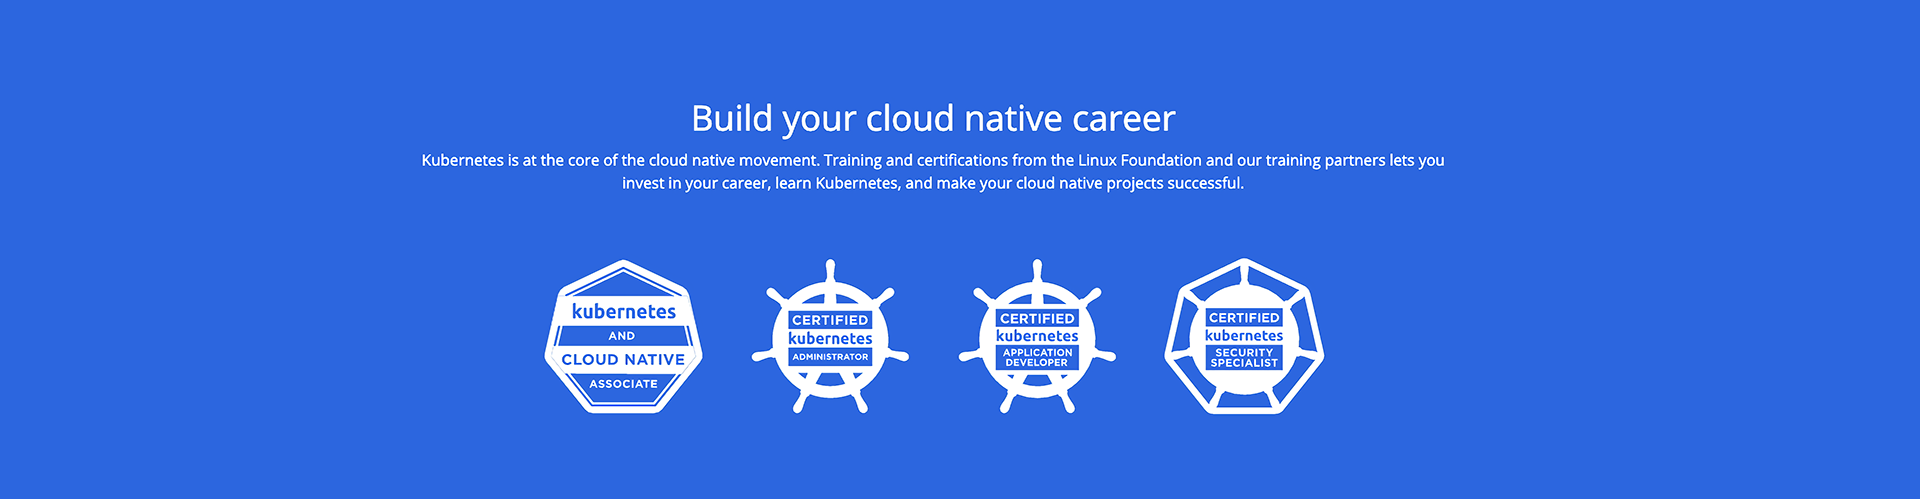 Build your cloud native career
Kubernetes is at the core of the cloud native movement. Training and certifications from the Linux Foundation and our training partners lets you
invest in your career, learn Kubernetes, and make your cloud native projects successful.
kubernetes
AND
CLOUD NATIVE
ASSOCIATE
CERTIFIED
kubernetes
ADMINISTRATOR
CERTIFIED
kubernetes
APPLICATION
DEVELOPER
CERTIFIED
kubernetes
SECURITY
SPECIALIST